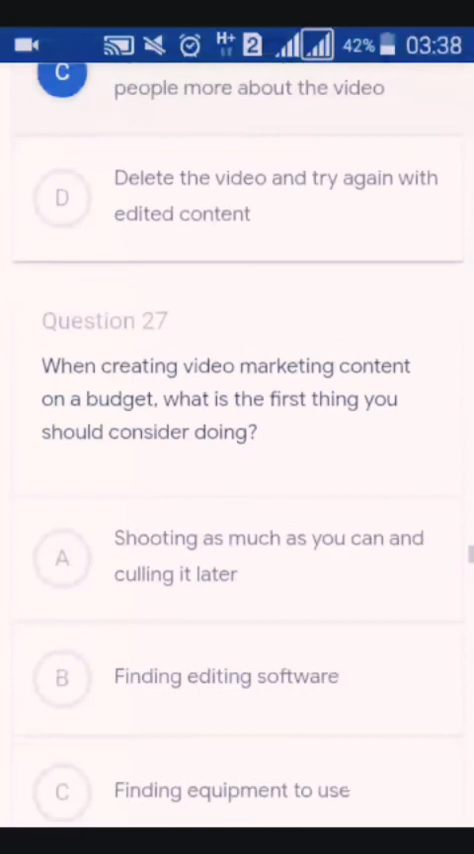 H+ 2 42% 03:38
C people more about the video
D Delete the video and try again with
edited content
Question 27
When creating video marketing content
on a budget, what is the first thing you
should consider doing?
A Shooting as much as you can and
culling it later
B Finding editing software
C Finding equipment to use